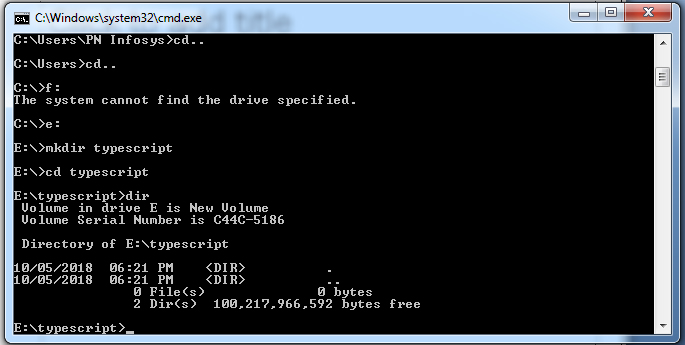 to add title
C:\Windows\system32\cmd.exe
C:\Users\PN Infosys>cd..
C:\Users>cd..
C:\>f:
The system cannot find the drive specified.
C:\>e:
E:\>mkdir typescript
E:\>cd typescript
E:\typescript>dir
 Volume in drive E is New Volume
 Volume Serial Number is C44C-5186
 Directory of E:\typescript
10/05/2018  06:21 PM    <DIR>          .
10/05/2018  06:21 PM    <DIR>          ..
               0 File(s)              0 bytes
               2 Dir(s)  100,217,966,592 bytes free
E:\typescript>_